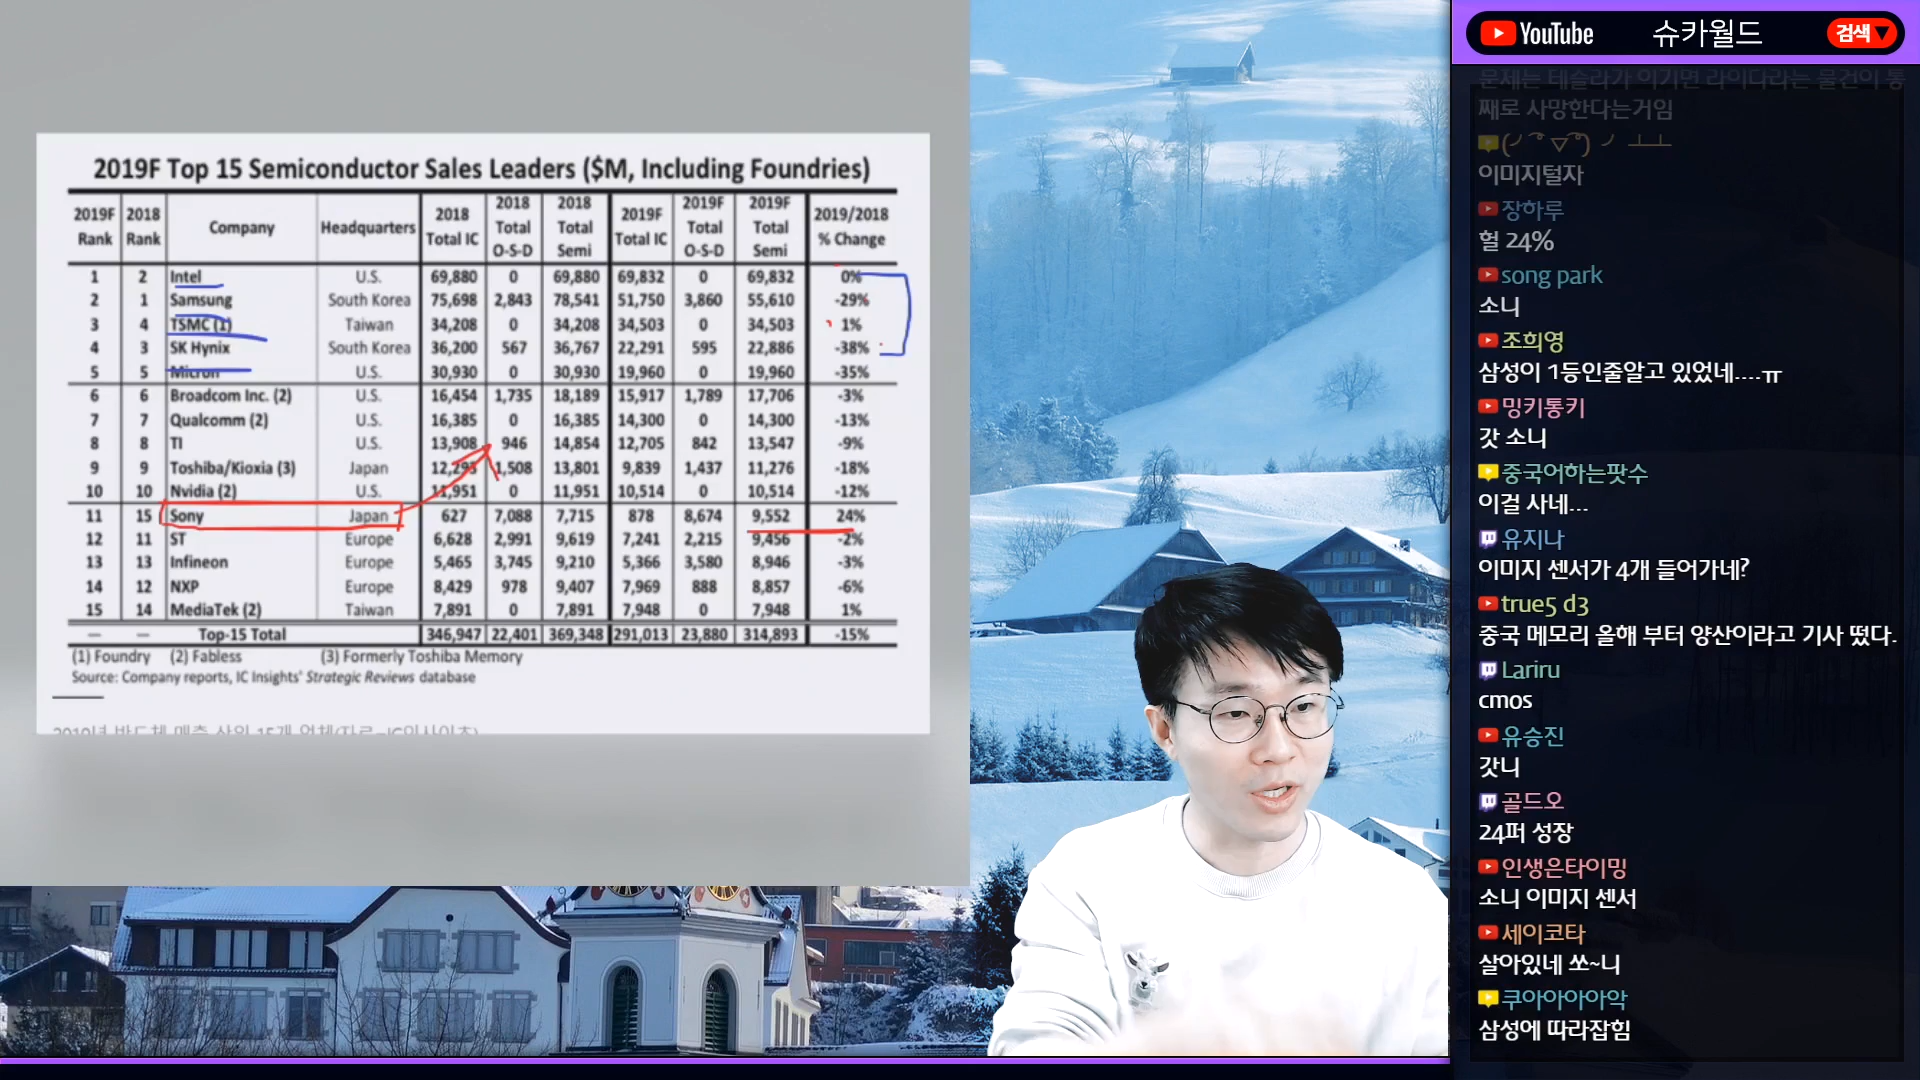 2019F Top 15 Semiconductor Sales Leaders ($M, Including Foundries)
2019F Rank 2018 Rank Company Headquarters 2018 Total IC 2018 Total O-S-D 2018 Total Semi 2019F Total IC 2019F Total O-S-D 2019F Total Semi 2019/2018 % Change
1 2 Intel U.S. 69,880 0 69,880 69,832 0 69,832 0%
2 1 Samsung South Korea 75,698 2,843 78,541 51,750 3,860 55,610 -29%
3 4 TSMC (1) Taiwan 34,208 0 34,208 34,503 0 34,503 1%
4 3 SK Hynix South Korea 36,200 567 36,767 22,291 595 22,886 -38%
5 5 Micron U.S. 30,930 0 30,930 19,960 0 19,960 -35%
6 6 Broadcom Inc. (2) U.S. 16,454 1,735 18,189 15,917 1,789 17,706 -3%
7 7 Qualcomm (2) U.S. 16,385 0 16,385 14,300 0 14,300 -13%
8 8 TI U.S. 13,908 946 14,854 12,705 842 13,547 -9%
9 9 Toshiba/Kioxia (3) Japan 12,293 1,508 13,801 9,839 1,437 11,276 -18%
10 10 Nvidia (2) U.S. 11,951 0 11,951 10,514 0 10,514 -12%
11 15 Sony Japan 627 7,088 7,715 878 8,674 9,552 24%
12 11 ST Europe 6,628 2,991 9,619 7,241 2,215 9,456 -2%
13 13 Infineon Europe 5,465 3,745 9,210 5,366 3,580 8,946 -3%
14 12 NXP Europe 8,429 978 9,407 7,969 888 8,857 -6%
15 14 MediaTek (2) Taiwan 7,891 0 7,891 7,948 0 7,948 1%
— — Top-15 Total 346,947 22,401 369,348 291,013 23,880 314,893 -15%
(1) Foundry (2) Fabless (3) Formerly Toshiba Memory
Source: Company reports, IC Insights' Strategic Reviews database
YouTube 슈카월드 검색▼
문제는 테슬라가 이기면 라이다라는 물건이 통
째로 사망한다는거임
이미지털자
장하루
헐 24%
song park
소니
조희영
삼성이 1등인줄알고 있었네....ㅠ
밍키통키
갓 소니
중국어하는팟수
이걸 사네...
유지나
이미지 센서가 4개 들어가네?
true5 d3
중국 메모리 올해 부터 양산이라고 기사 떴다.
Lariru
cmos
유승진
갓니
골드오
24퍼 성장
인생은타이밍
소니 이미지 센서
세이코타
살아있네 쏘~니
쿠아아아아악
삼성에 따라잡힘